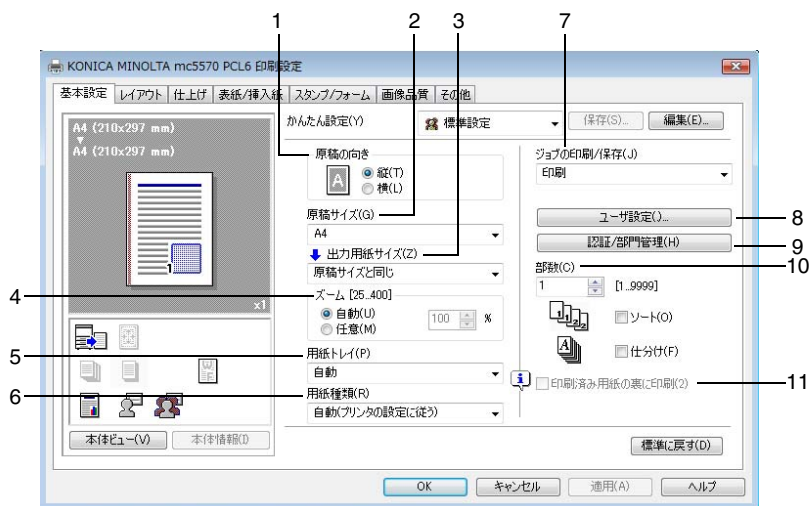 1
2
3
7
KONICA MINOLTA mc5570 PCL6 印刷設定
基本設定 レイアウト 仕上げ 表紙/挿入紙 スタンプ/フォーム 画像品質 その他
A4 (210x297 mm)
A4 (210x297 mm)
1
x1
かんたん設定(Y) 標準設定 保存(S)... 編集(E)...
原稿の向き
A
縦(T)
横(L)
原稿サイズ(G)
A4
出力用紙サイズ(Z)
原稿サイズと同じ
4
ズーム [25..400]
自動(U)
任意(M)
100 %
5
用紙トレイ(P)
自動
6
用紙種類(R)
自動(プリンタの設定に従う)
本体ビュー(V) 本体情報(I)
ジョブの印刷/保存(J)
印刷
ユーザ設定()... 8
認証/部門管理(H) 9
部数(C) 10
1 [1..9999]
1 1 2 2 ソート(O)
A 仕分け(F)
印刷済み用紙の裏に印刷(2) 11
標準に戻す(D)
OK キャンセル 適用(A) ヘルプ